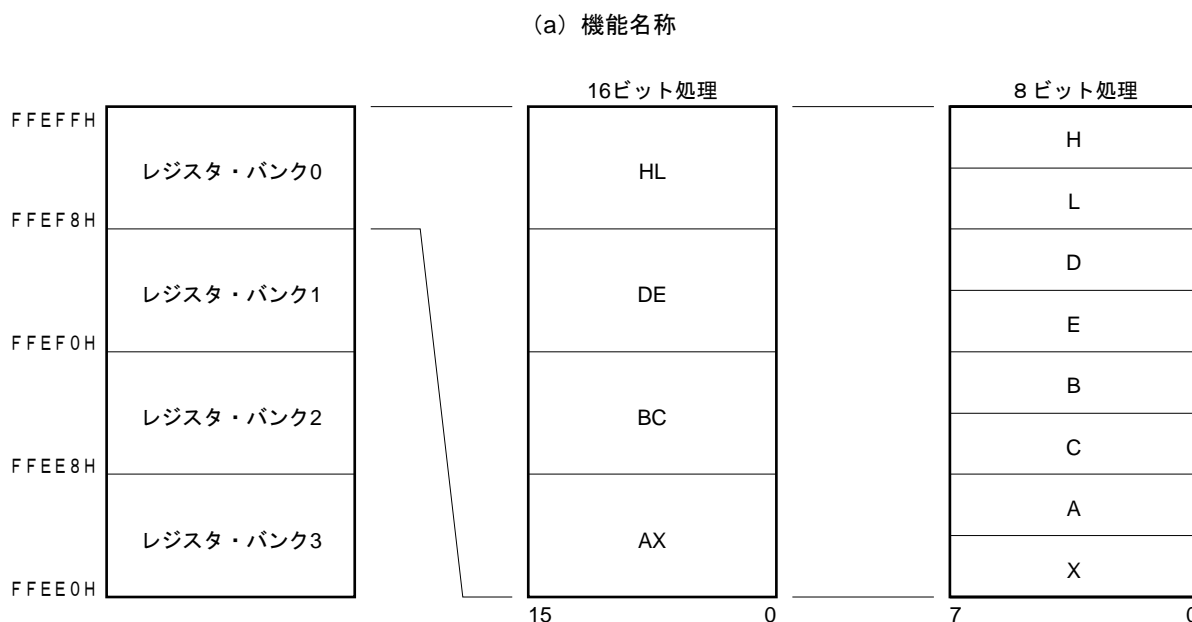 (a) 機能名称
16ビット処理
8ビット処理
FFEFFH
レジスタ・バンク0
FFEF8H
レジスタ・バンク1
FFEF0H
レジスタ・バンク2
FFEE8H
レジスタ・バンク3
FFEE0H
HL
DE
BC
AX
15 0
H
L
D
E
B
C
A
X
7 0